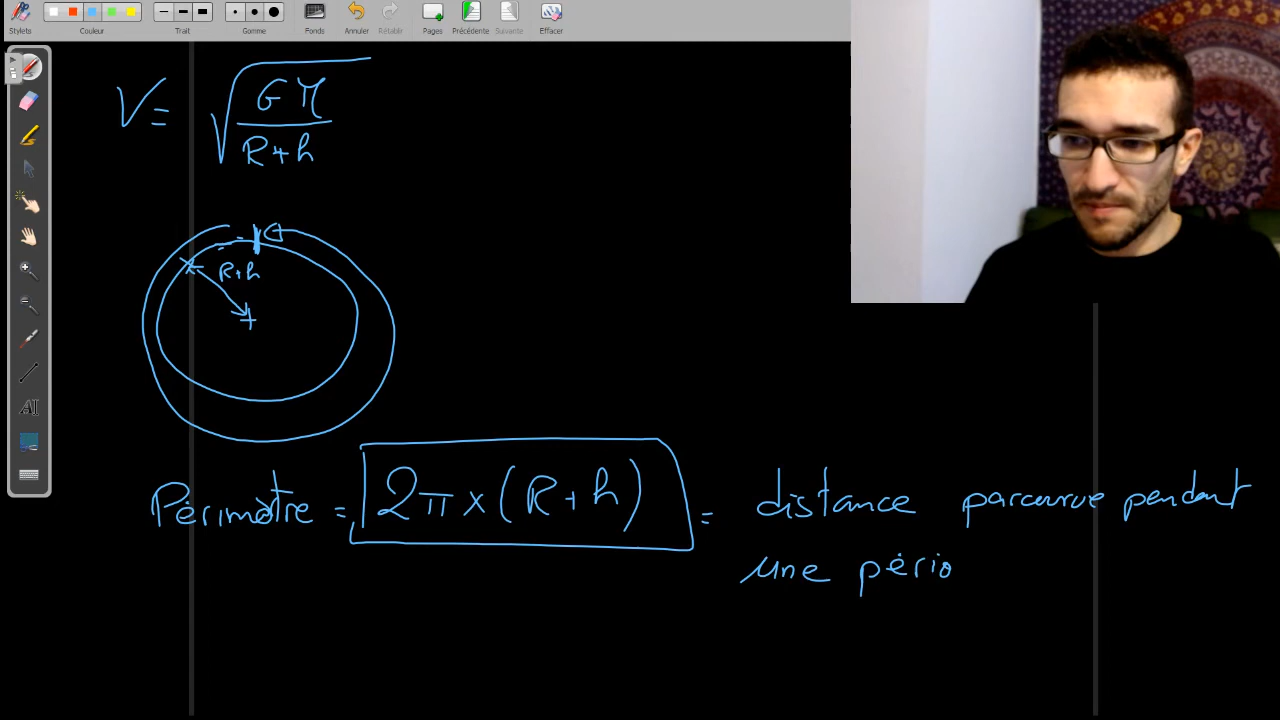 Stylets Couleur Trait Gomme Fonds Annuler Rétablir Pages Précédente Suivante Effacer
V = √(GM / (R+h))
R+h
Périmètre = 2π×(R+h) = distance parcourue pendant
une pério